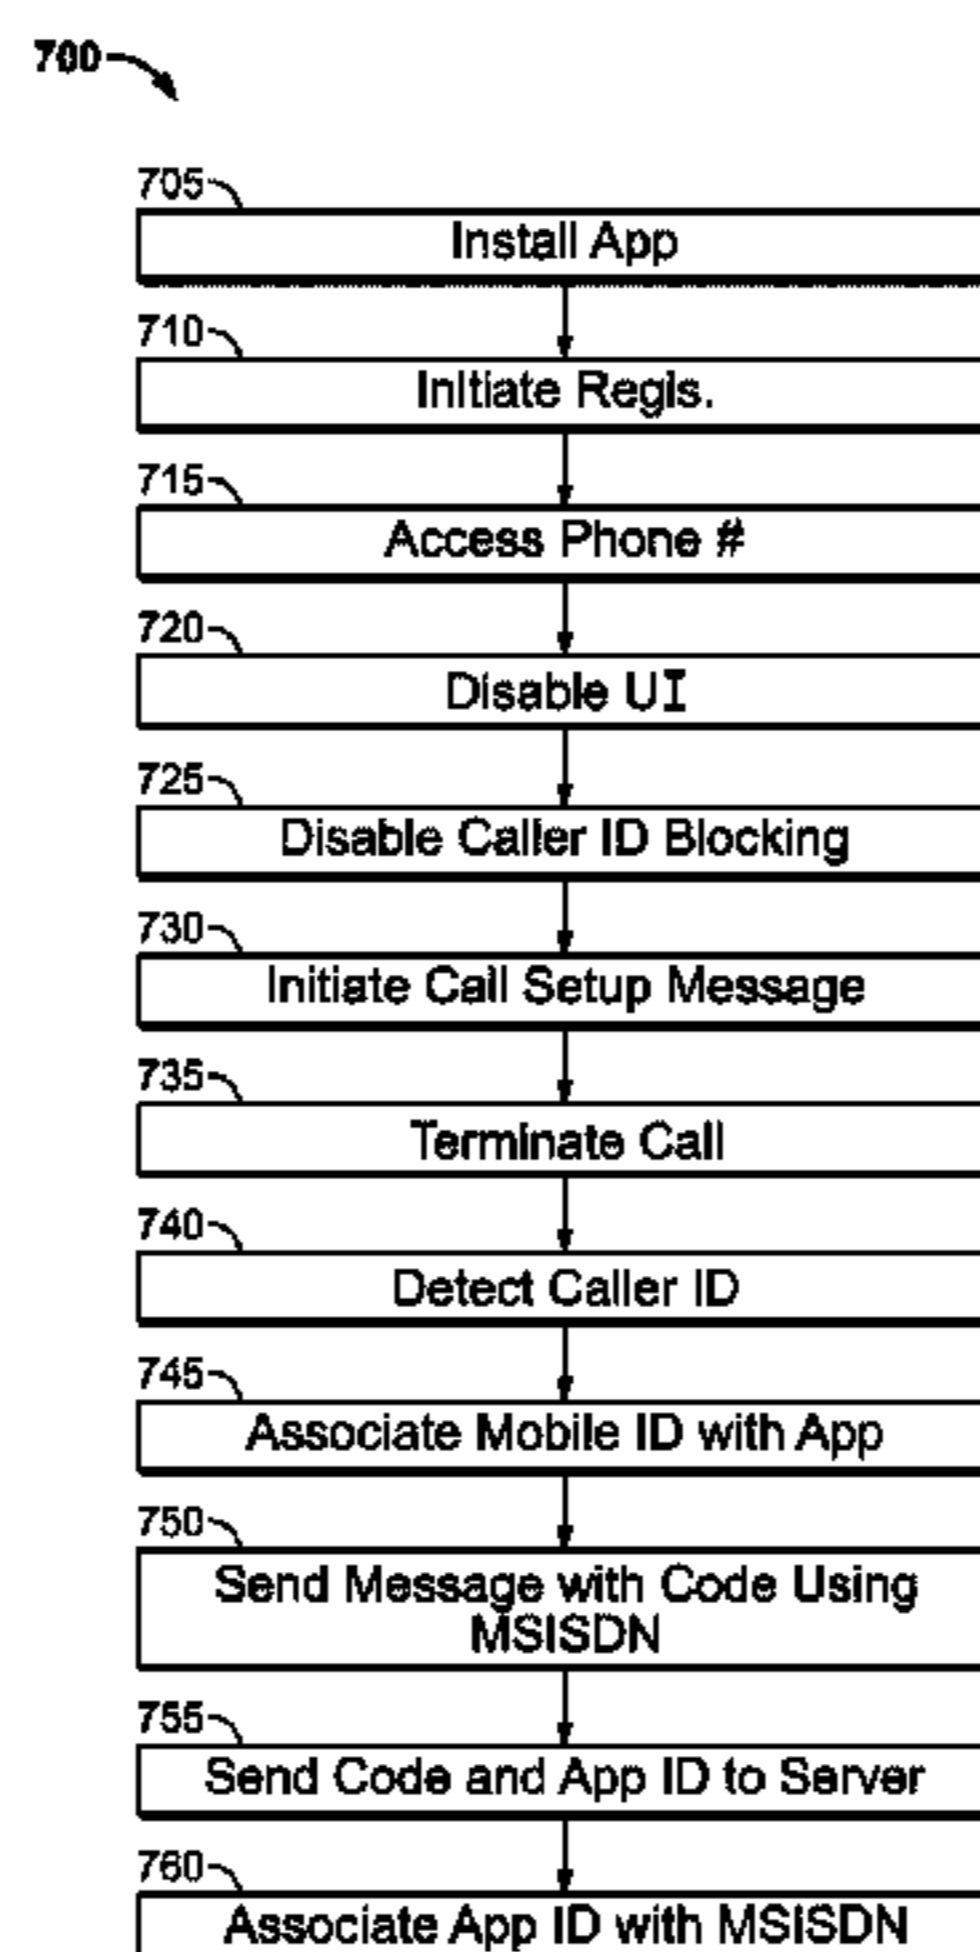 700
705
Install App
710
Initiate Regis.
715
Access Phone #
720
Disable UI
725
Disable Caller ID Blocking
730
Initiate Call Setup Message
735
Terminate Call
740
Detect Caller ID
745
Associate Mobile ID with App
750
Send Message with Code Using
MSISDN
755
Send Code and App ID to Server
760
Associate App ID with MSISDN